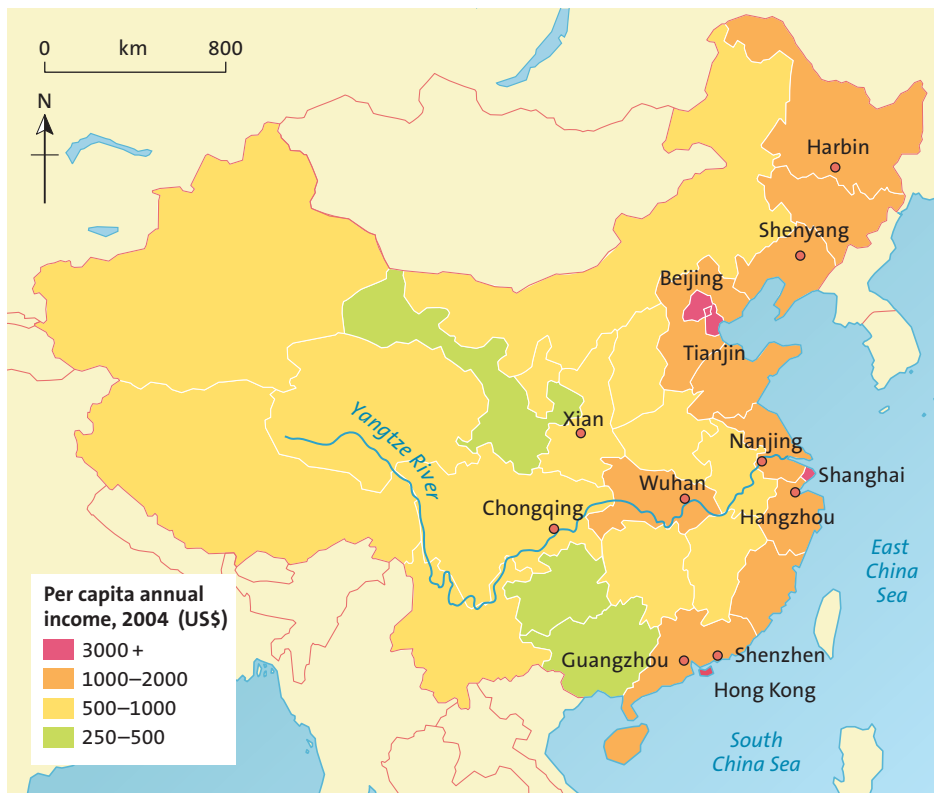 0 km 800
N
Harbin
Shenyang
Beijing
Tianjin
Xian
Yangtze River
Nanjing
Shanghai
Wuhan
Chongqing
Hangzhou
East
China
Sea
Per capita annual
income, 2004 (US$)
3000 +
1000–2000
500–1000
250–500
Guangzhou
Shenzhen
Hong Kong
South
China Sea